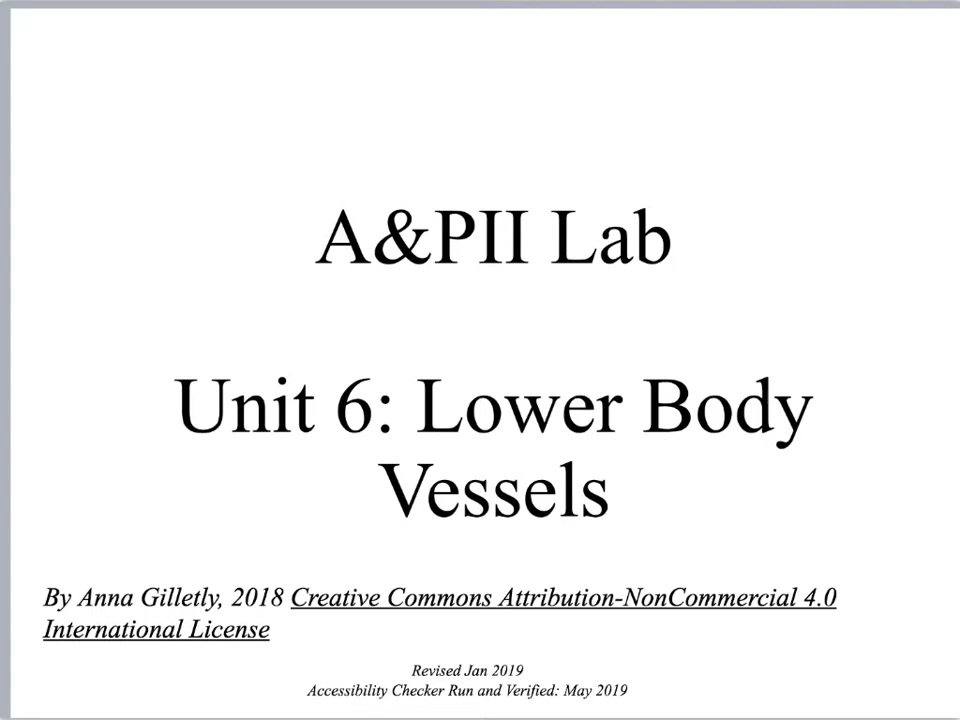 A&PII Lab
Unit 6: Lower Body
Vessels
By Anna Gilletly, 2018 Creative Commons Attribution-NonCommercial 4.0
International License
Revised Jan 2019
Accessibility Checker Run and Verified: May 2019